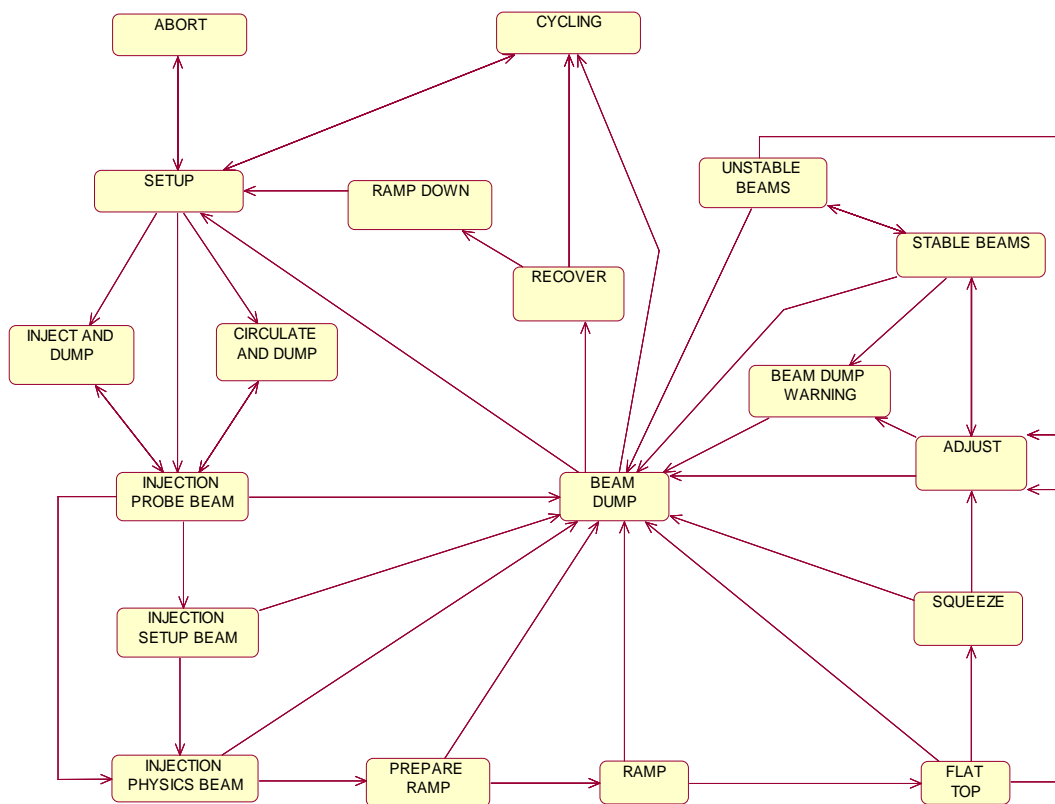 ABORT
CYCLING
UNSTABLE
BEAMS
SETUP
RAMP DOWN
STABLE BEAMS
RECOVER
INJECT AND
DUMP
CIRCULATE
AND DUMP
BEAM DUMP
WARNING
ADJUST
INJECTION
PROBE BEAM
BEAM
DUMP
SQUEEZE
INJECTION
SETUP BEAM
INJECTION
PHYSICS BEAM
PREPARE
RAMP
RAMP
FLAT
TOP